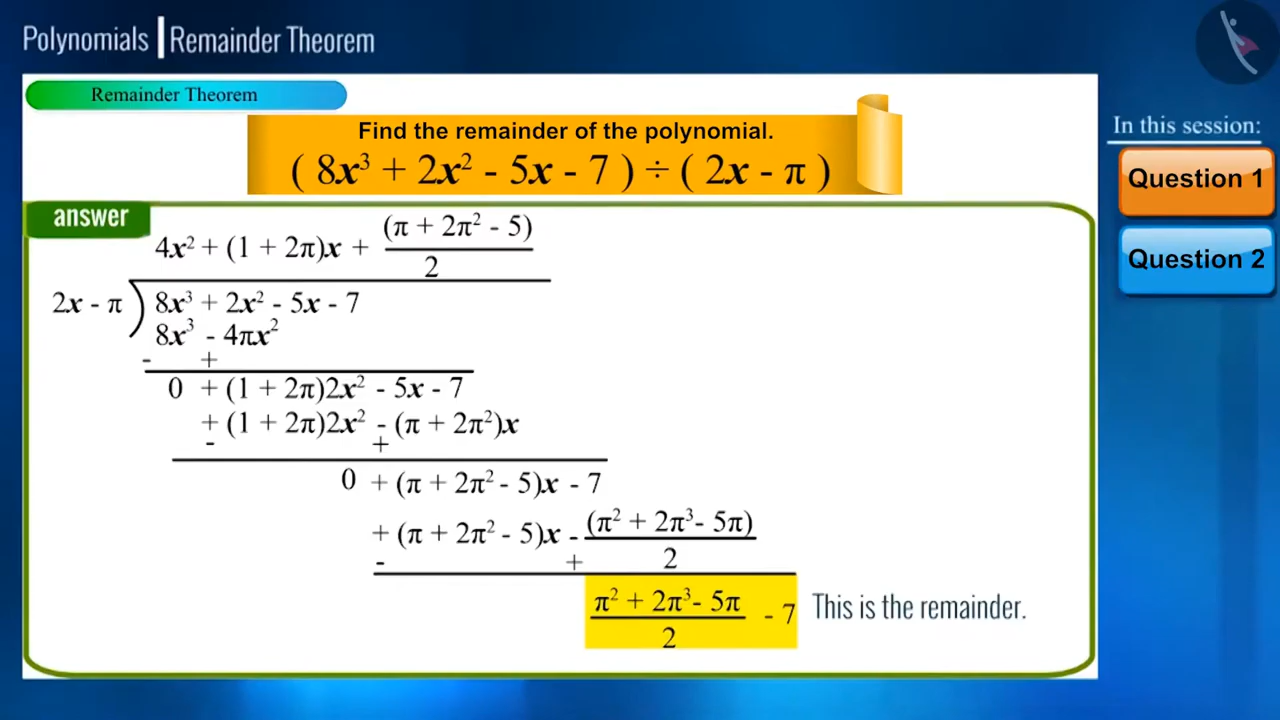 Polynomials | Remainder Theorem
Remainder Theorem
Find the remainder of the polynomial.
( 8x³ + 2x² - 5x - 7 ) ÷ ( 2x - π )
In this session:
Question 1
Question 2
answer
4x² + (1 + 2π)x + (π + 2π² - 5)
2
2x - π ) 8x³ + 2x² - 5x - 7
8x³ - 4πx²
- +
0 + (1 + 2π)2x² - 5x - 7
+ (1 + 2π)2x² - (π + 2π²)x
- +
0 + (π + 2π² - 5)x - 7
+ (π + 2π² - 5)x - (π² + 2π³- 5π)
2
- +
π² + 2π³- 5π - 7 This is the remainder.
2